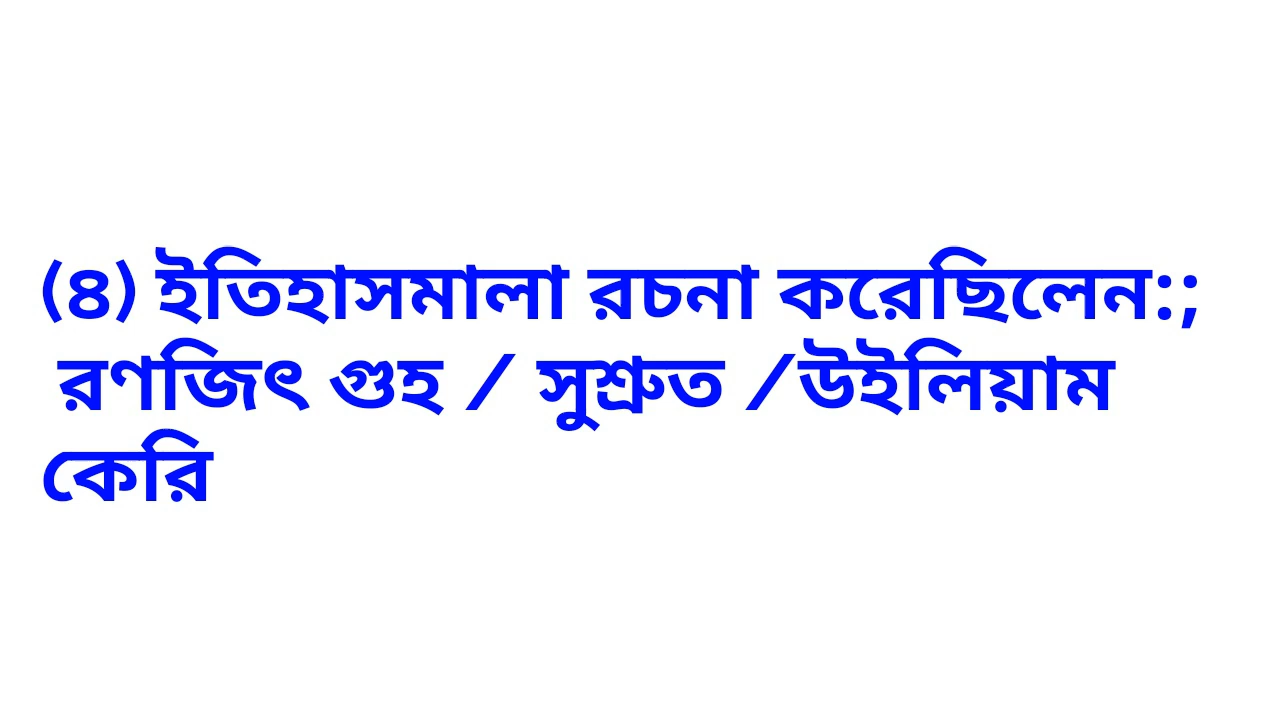 (৪) ইতিহাসমালা রচনা করেছিলেন:;
রণজিৎ গুহ / সুশ্রুত /উইলিয়াম
কেরি